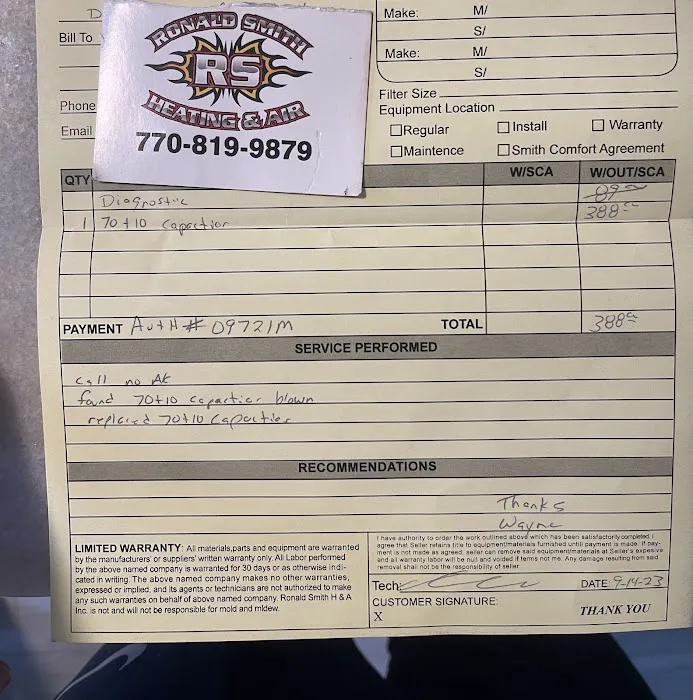 Make: M/
S/
Bill To
Make: M/
S/
RONALD SMITH
RS
HEATING & AIR
770-819-9879
Filter Size
Equipment Location
Phone
Email
Regular Install Warranty
Maintence Smith Comfort Agreement
QTY W/SCA W/OUT/SCA
Diagnostic 89
1 70+10 Capactior 388
PAYMENT AutH# 09721M TOTAL 388
SERVICE PERFORMED
call no AC
found 70+10 capactior blown
replaced 70+10 Capactior
RECOMMENDATIONS
Thanks
Wayne
LIMITED WARRANTY: All materials,parts and equipment are warranted
by the manufacturers' or suppliers' written warranty only. All Labor performed
by the above named company is warranted for 30 days or as otherwise indi-
cated in writing. The above named company makes no other warranties,
expressed or implied, and its agents or technicians are not authorized to make
any such warranties on behalf of above named company. Ronald Smith H & A
Inc. is not and will not be responsible for mold and mldew.
I have authority to order the work outlined above which has been satisfactorily completed. I
agree that Seller retains title to equipment/materials furnished until payment is made. If pay-
ment is not made as agreed, seller can remove said equipment/materials at Seller's expesive
and all warranty labor will be null and voided if terms not me. Any damage resulting from said
removal shall not be the responsibility of seller
Tech: DATE: 9-14-23
CUSTOMER SIGNATURE:
X THANK YOU